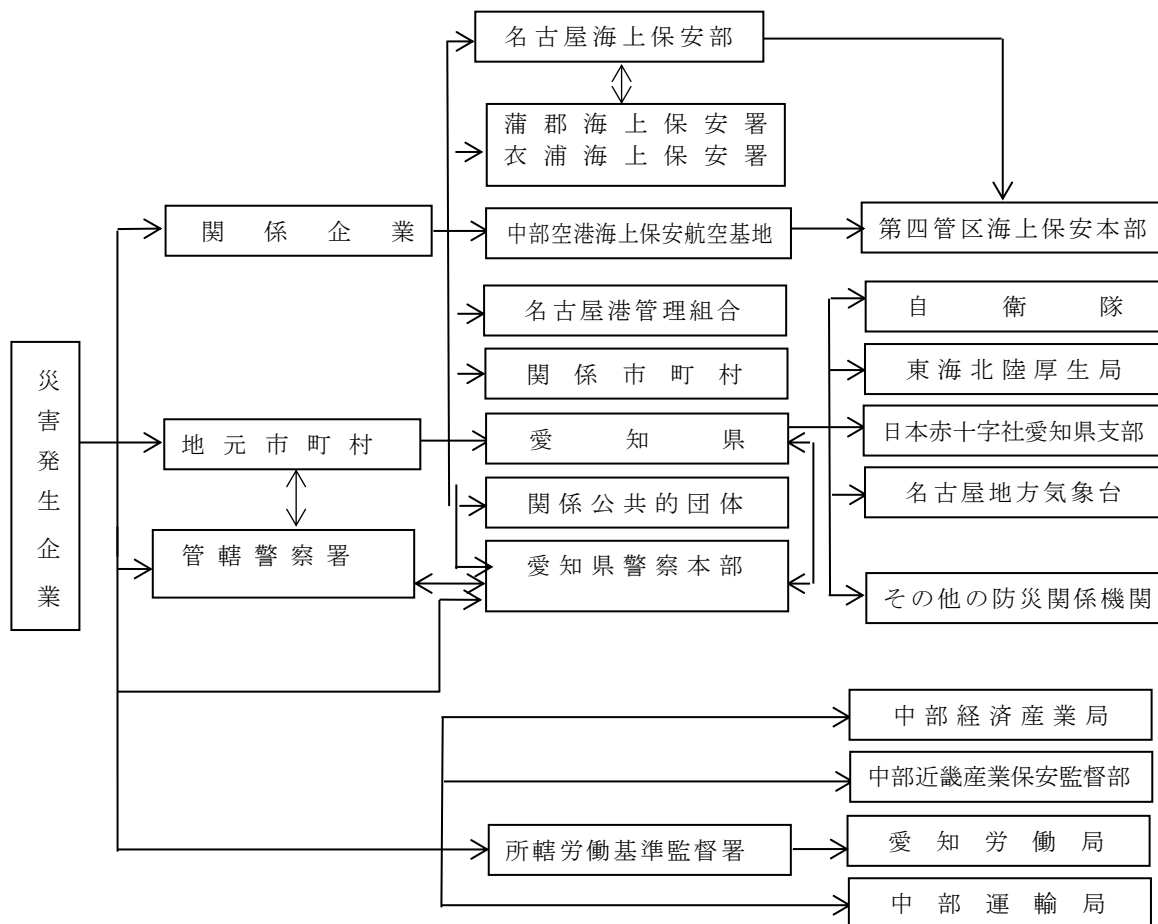 名古屋海上保安部
蒲郡海上保安署
衣浦海上保安署
関係企業
中部空港海上保安航空基地
第四管区海上保安本部
名古屋港管理組合
自衛隊
災害発生企業
関係市町村
東海北陸厚生局
地元市町村
愛知県
日本赤十字社愛知県支部
関係公共的団体
名古屋地方気象台
管轄警察署
愛知県警察本部
その他の防災関係機関
中部経済産業局
中部近畿産業保安監督部
所轄労働基準監督署
愛知労働局
中部運輸局